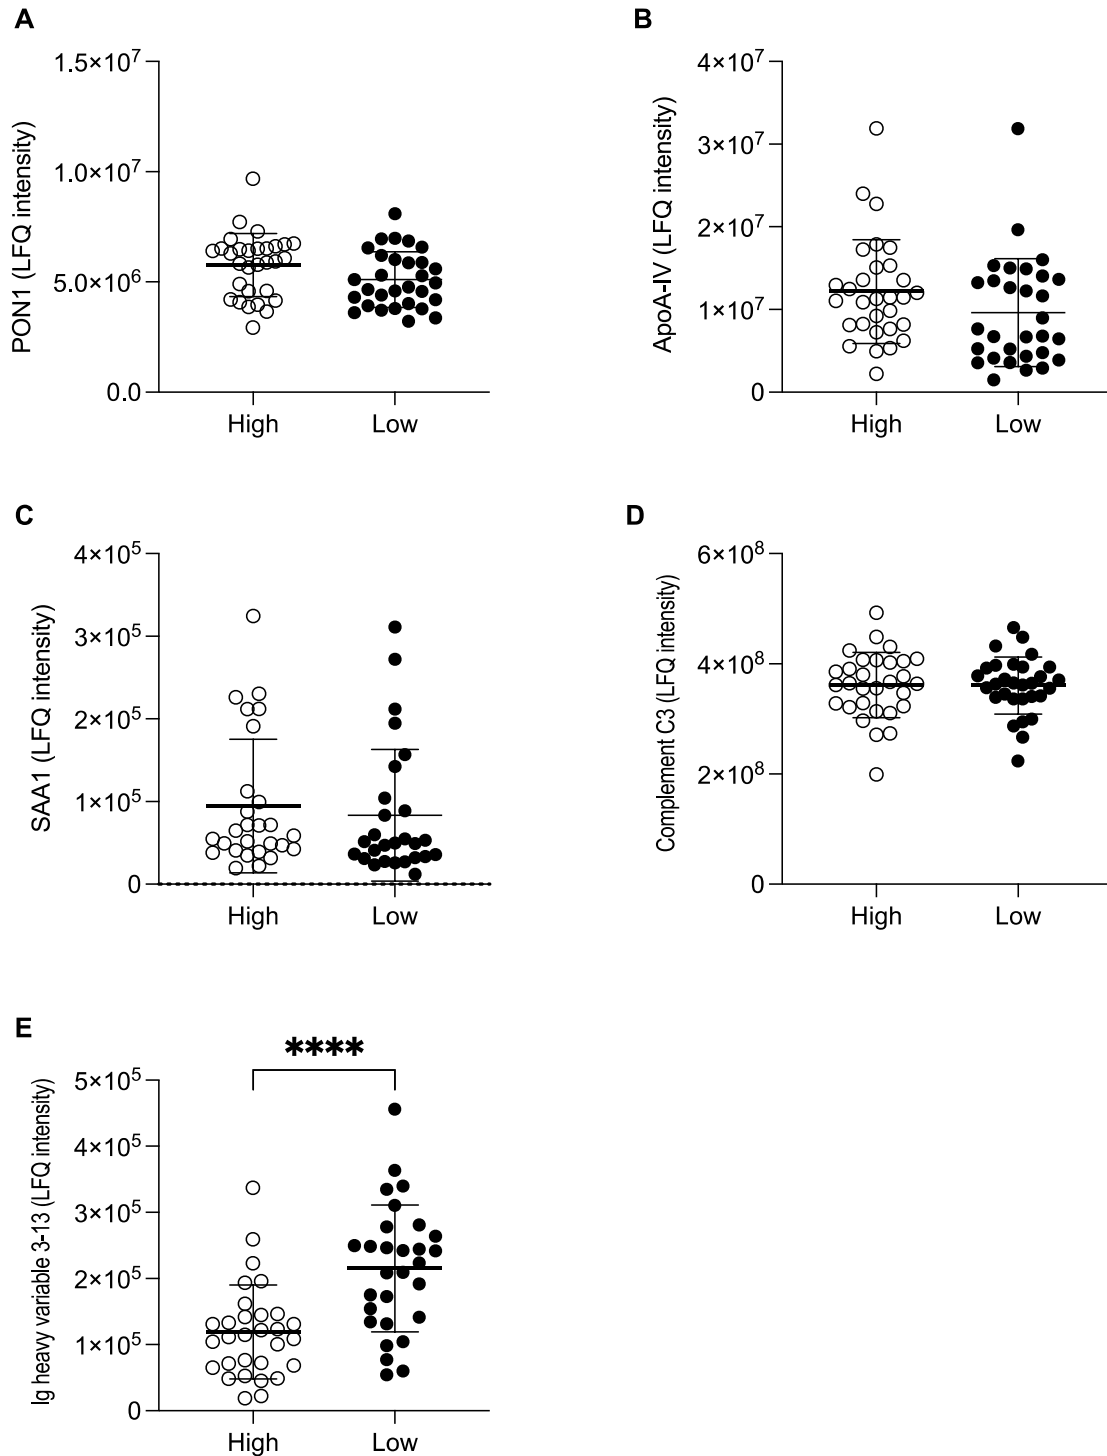 A
PON1 (LFQ intensity)
1.5×10⁷
1.0×10⁷
5.0×10⁶
0.0
High Low
B
ApoA-IV (LFQ intensity)
4×10⁷
3×10⁷
2×10⁷
1×10⁷
0
High Low
C
SAA1 (LFQ intensity)
4×10⁵
3×10⁵
2×10⁵
1×10⁵
0
High Low
D
Complement C3 (LFQ intensity)
6×10⁸
4×10⁸
2×10⁸
0
High Low
E
Ig heavy variable 3-13 (LFQ intensity)
****
5×10⁵
4×10⁵
3×10⁵
2×10⁵
1×10⁵
0
High Low